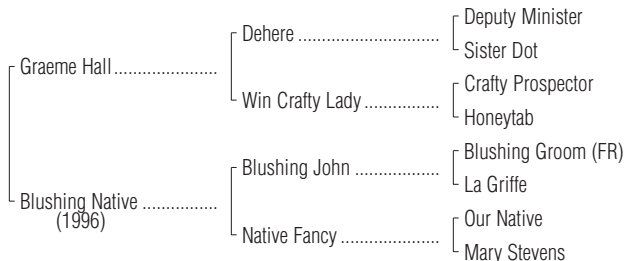 Deputy Minister
Dehere ..............................
Sister Dot
Graeme Hall......................
Crafty Prospector
Win Crafty Lady ................
Honeytab
Blushing Groom (FR)
Blushing John ..................
La Griffe
Blushing Native ................
(1996)
Our Native
Native Fancy .....................
Mary Stevens